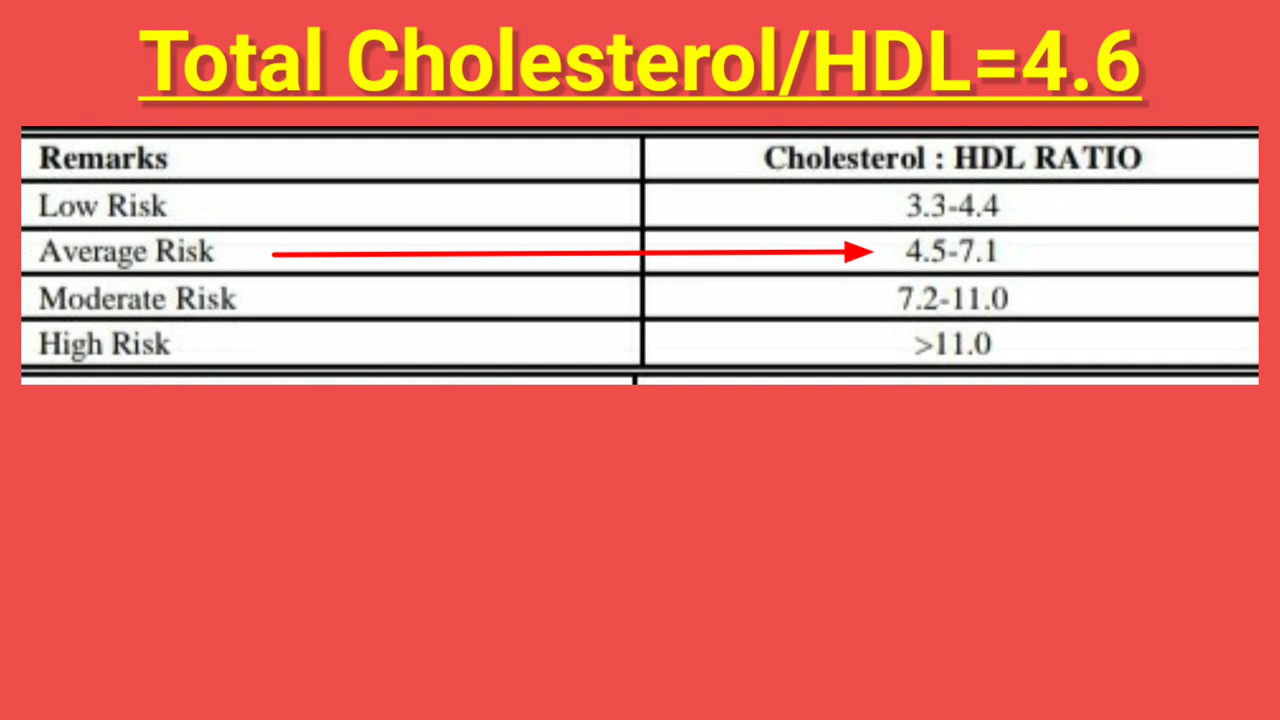 Total Cholesterol/HDL=4.6
Remarks Cholesterol : HDL RATIO
Low Risk 3.3-4.4
Average Risk 4.5-7.1
Moderate Risk 7.2-11.0
High Risk >11.0